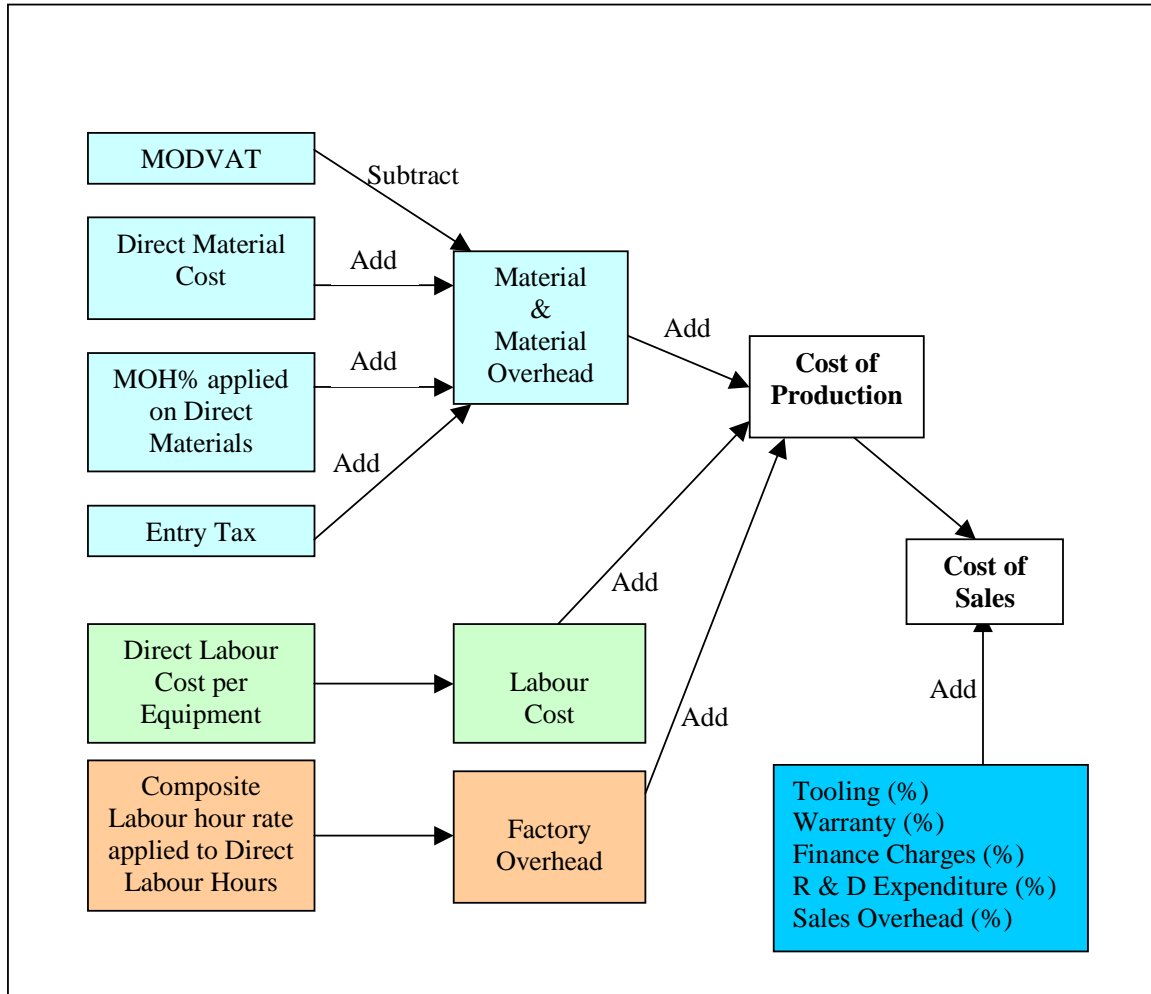 MODVAT
Subtract
Direct Material
Cost
Add
MOH% applied
on Direct
Materials
Add
Entry Tax
Add
Material
&
Material
Overhead
Add
Cost of
Production
Direct Labour
Cost per
Equipment
Labour
Cost
Add
Composite
Labour hour rate
applied to Direct
Labour Hours
Factory
Overhead
Add
Cost of
Sales
Add
Tooling (%)
Warranty (%)
Finance Charges (%)
R & D Expenditure (%)
Sales Overhead (%)